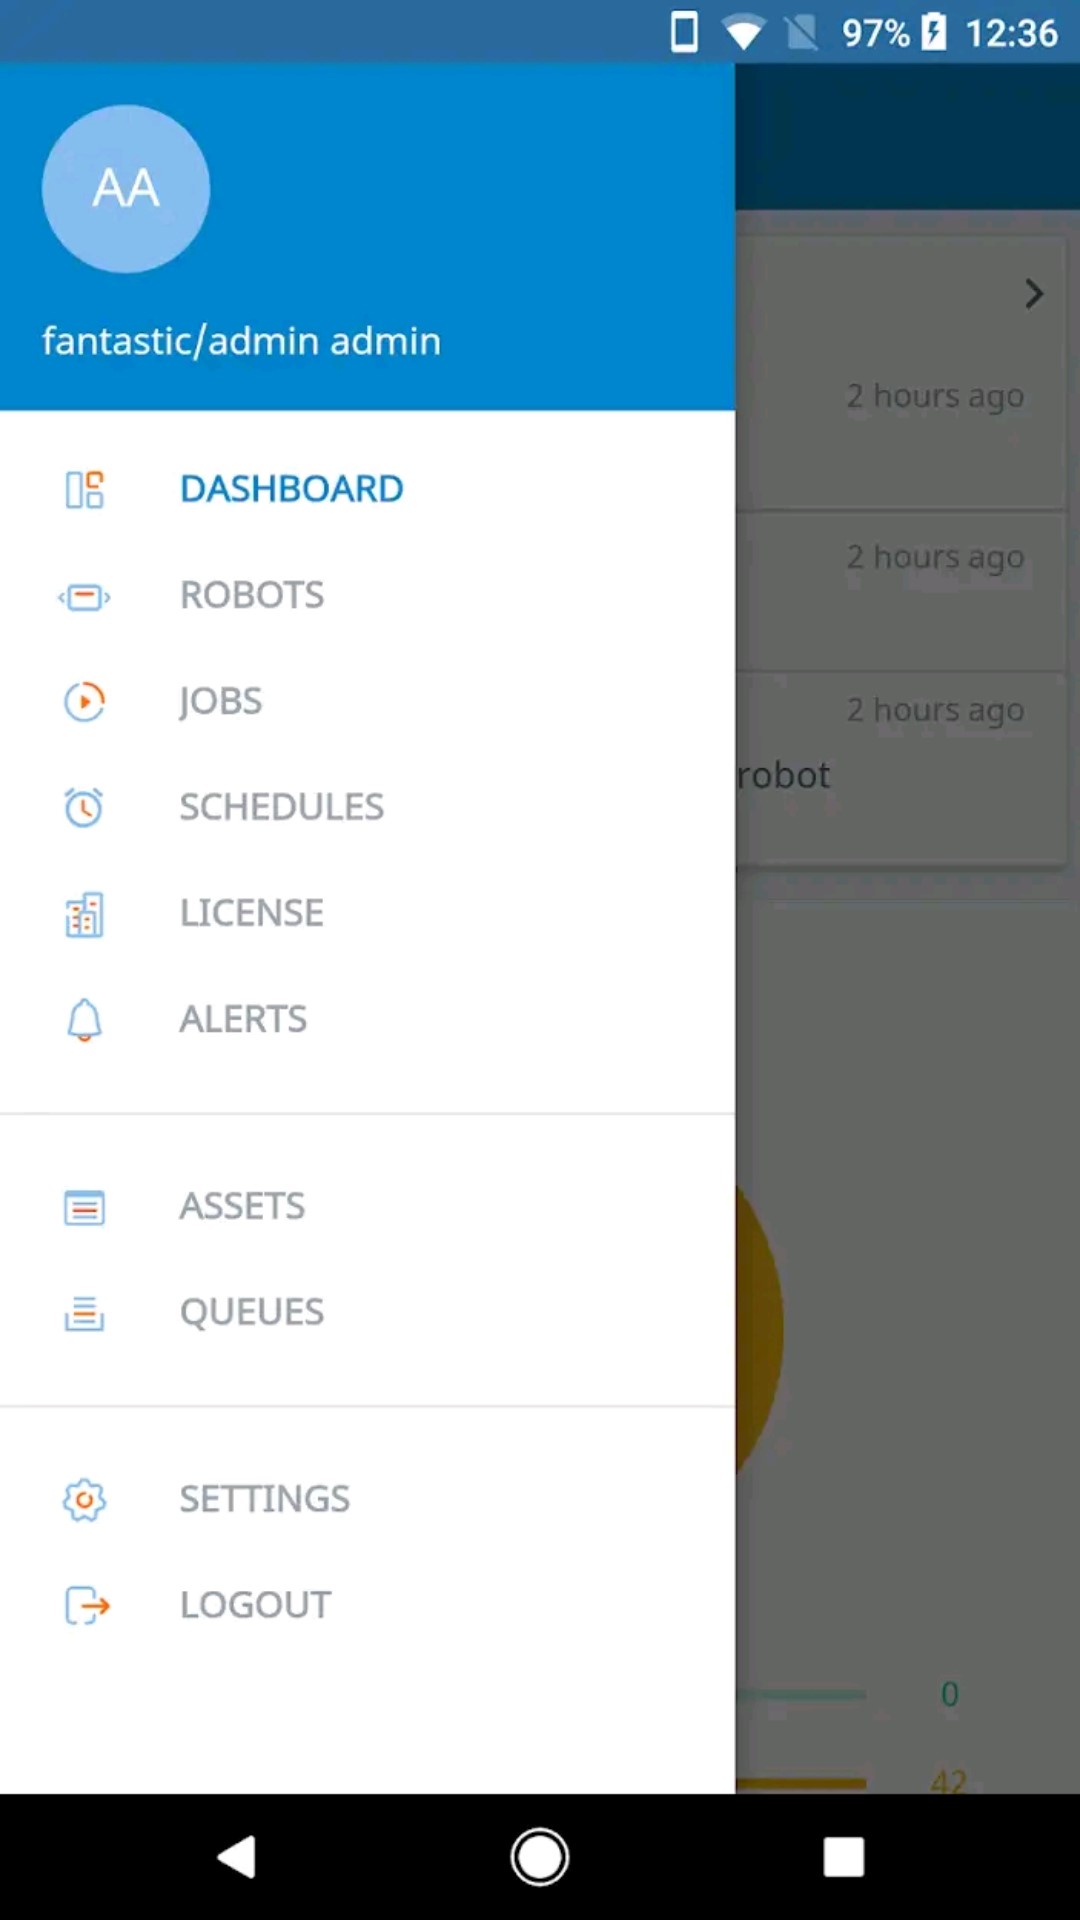 97% 12:36
AA
fantastic/admin admin
2 hours ago
DASHBOARD
2 hours ago
ROBOTS
JOBS
2 hours ago
robot
SCHEDULES
LICENSE
ALERTS
ASSETS
QUEUES
SETTINGS
LOGOUT
0
42